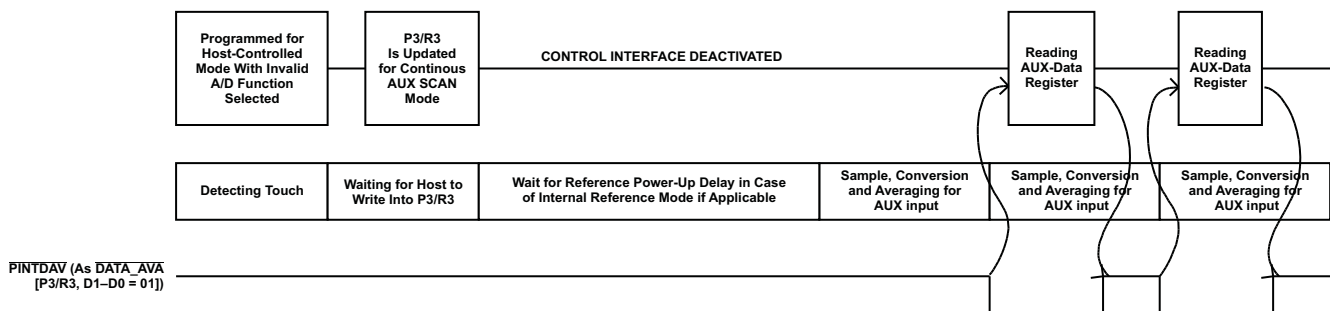 Programmed for
Host-Controlled
Mode With Invalid
A/D Function
Selected
P3/R3
Is Updated
for Continous
AUX SCAN
Mode
CONTROL INTERFACE DEACTIVATED
Reading
AUX-Data
Register
Reading
AUX-Data
Register
Detecting Touch
Waiting for Host to
Write Into P3/R3
Wait for Reference Power-Up Delay in Case
of Internal Reference Mode if Applicable
Sample, Conversion
and Averaging for
AUX input
Sample, Conversion
and Averaging for
AUX input
Sample, Conversion
and Averaging for
AUX input
PINTDAV (As DATA_AVA
[P3/R3, D1–D0 = 01])